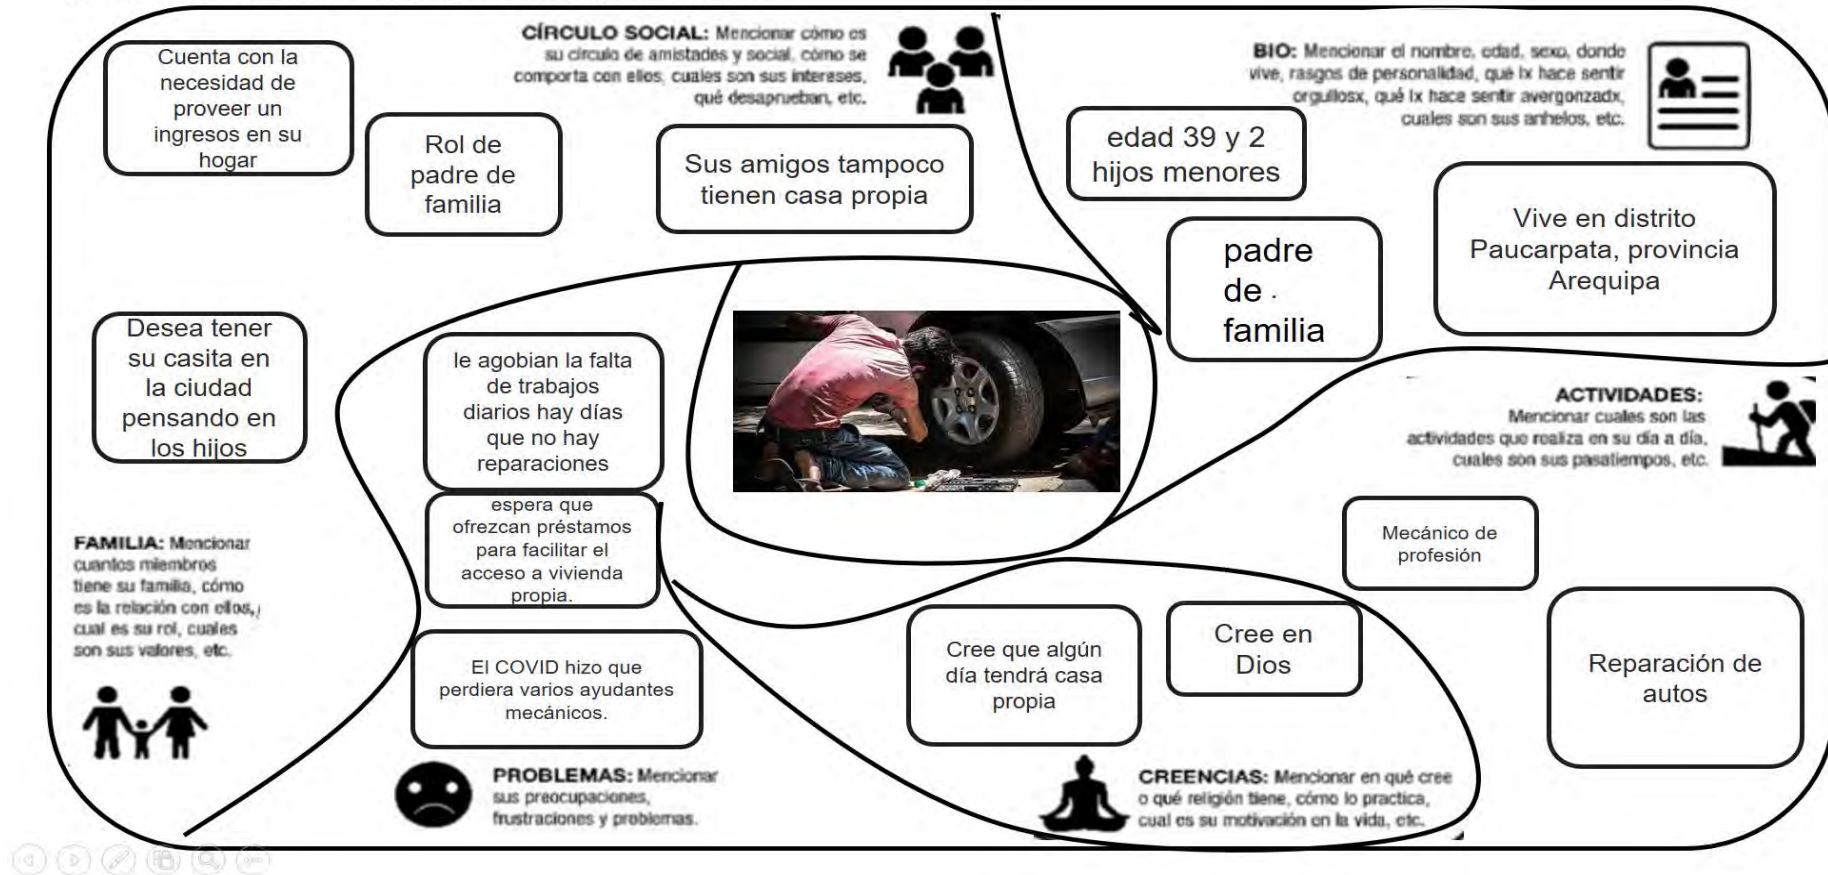 Cuenta con la
necesidad de
proveer un
ingresos en su
hogar
Rol de
padre de
familia
CÍRCULO SOCIAL: Mencionar cómo es
su círculo de amistades y social, cómo se
comporta con ellos, cuales son sus intereses,
qué desaprueban, etc.
Sus amigos tampoco
tienen casa propia
BIO: Mencionar el nombre, edad, sexo, donde
vive, rasgos de personalidad, qué lx hace sentir
orgullosx, qué lx hace sentir avergonzadx,
cuales son sus anhelos, etc.
edad 39 y 2
hijos menores
padre
de .
familia
Vive en distrito
Paucarpata, provincia
Arequipa
Desea tener
su casita en
la ciudad
pensando en
los hijos
FAMILIA: Mencionar
cuantos miembros
tiene su familia, cómo
es la relación con ellos,
cual es su rol, cuales
son sus valores, etc.
le agobian la falta
de trabajos
diarios hay días
que no hay
reparaciones
espera que
ofrezcan préstamos
para facilitar el
acceso a vivienda
propia.
El COVID hizo que
perdiera varios ayudantes
mecánicos.
PROBLEMAS: Mencionar
sus preocupaciones,
frustraciones y problemas.
ACTIVIDADES:
Mencionar cuales son las
actividades que realiza en su día a día,
cuales son sus pasatiempos, etc.
Mecánico de
profesión
Reparación de
autos
Cree que algún
día tendrá casa
propia
Cree en
Dios
CREENCIAS: Mencionar en qué cree
o qué religión tiene, cómo lo practica,
cual es su motivación en la vida, etc.